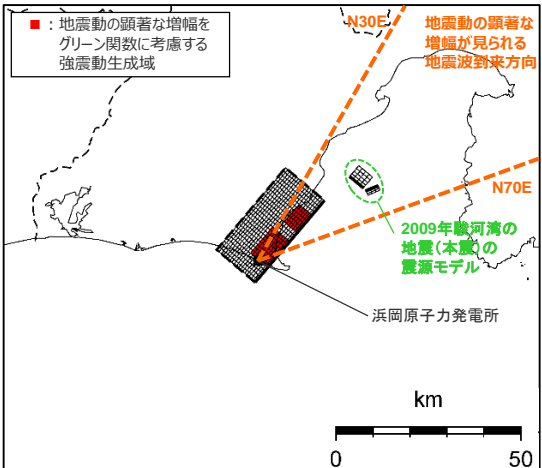 ■：地震動の顕著な増幅を
グリーン関数に考慮する
強震動生成域
N30E
地震動の顕著な
増幅が見られる
地震波到来方向
N70E
2009年駿河湾の
地震(本震)の
震源モデル
浜岡原子力発電所
km
0 50